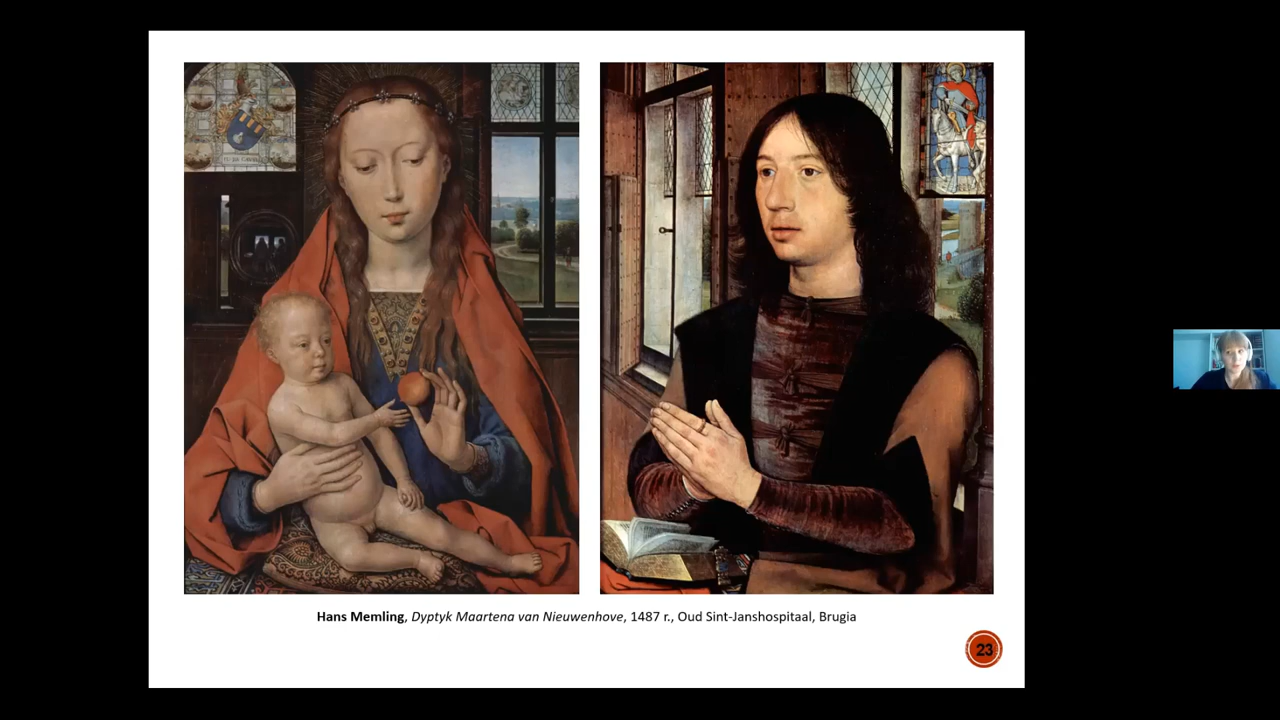 Hans Memling, Dyptyk Maartena van Nieuwenhove, 1487 r., Oud Sint-Janshospitaal, Brugia
23